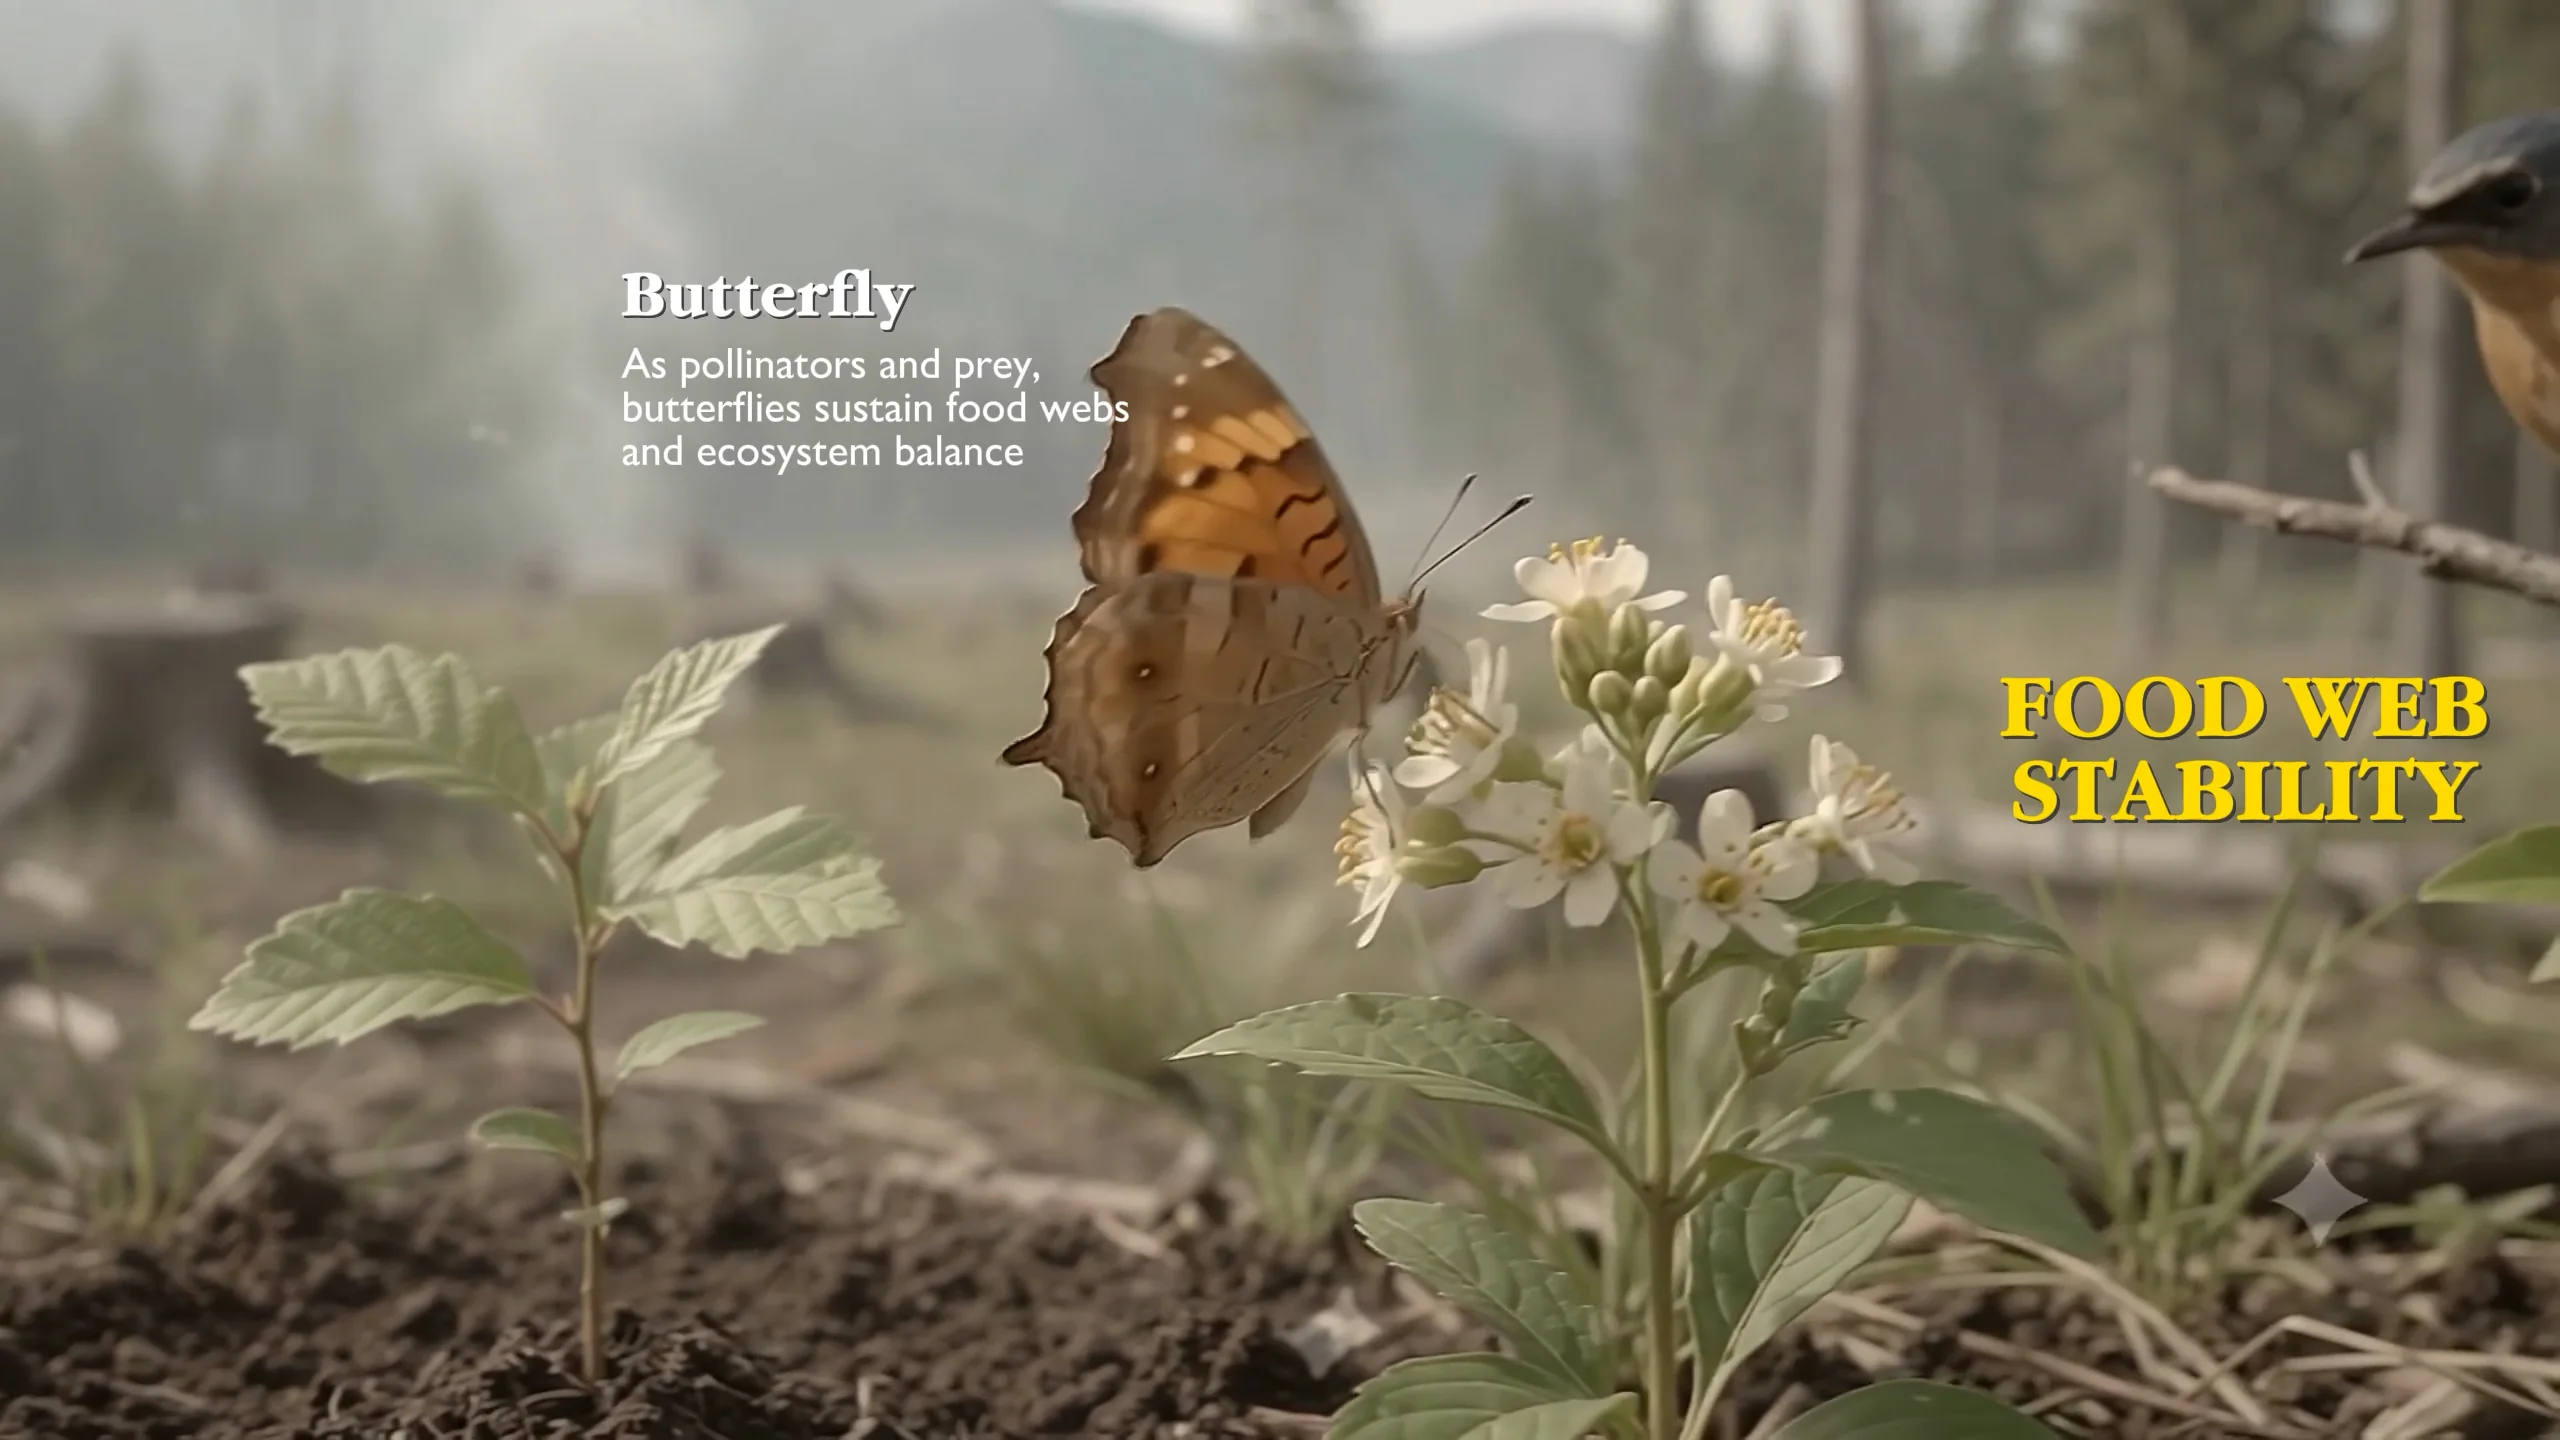 Butterfly
As pollinators and prey,
butterflies sustain food webs
and ecosystem balance
FOOD WEB
STABILITY